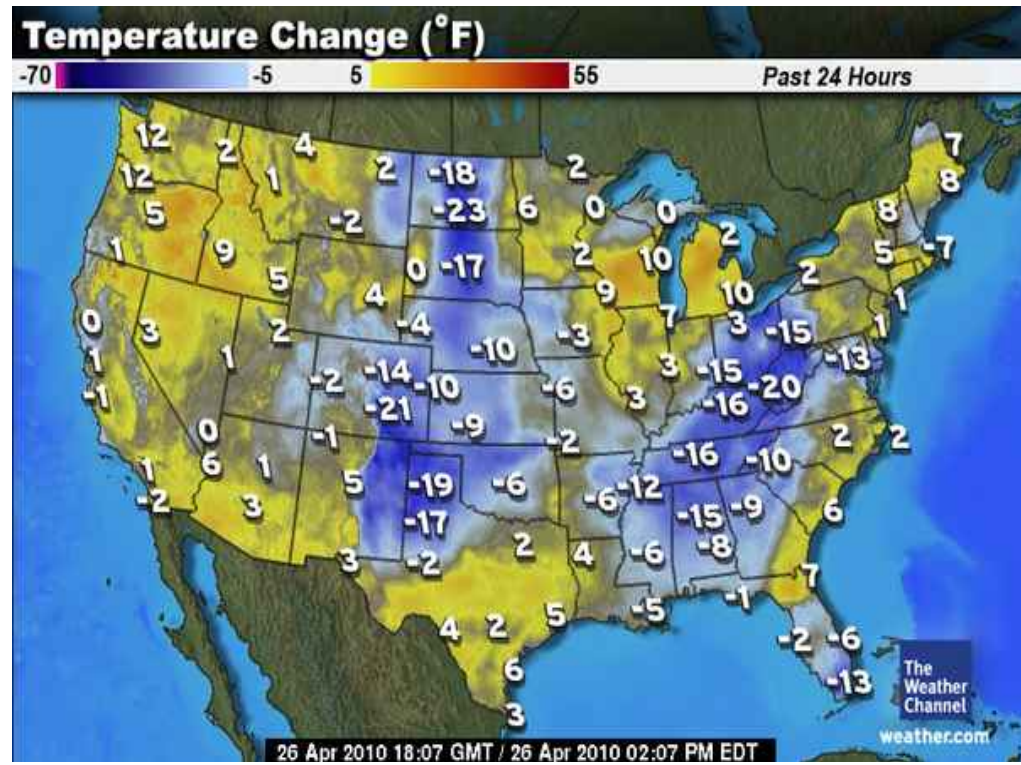 Temperature Change (°F)
-70 -5 5 55 Past 24 Hours
12 2 4 2 -18 2 7
12 1 -23 6 0 0 8
5 -2 8
1 9 0 -17 2 10 2 5 -7
5 4 9 10 2 1
0 3 2 -4 -3 7 3 -15 1
1 1 -2 -14 -10 3 -15 -13
-1 -21 -10 -6 3 -16 -20
0 -1 -9 -2 2 2
1 6 1 5 -19 -6 -16 -10
-2 3 -17 -6 -12 -15 -9 6
3 -2 2 4 -6 -8 7
4 2 5 -5 -1
6 -2 -6
3 -13
The
Weather
Channel
weather.com
26 Apr 2010 18:07 GMT / 26 Apr 2010 02:07 PM EDT